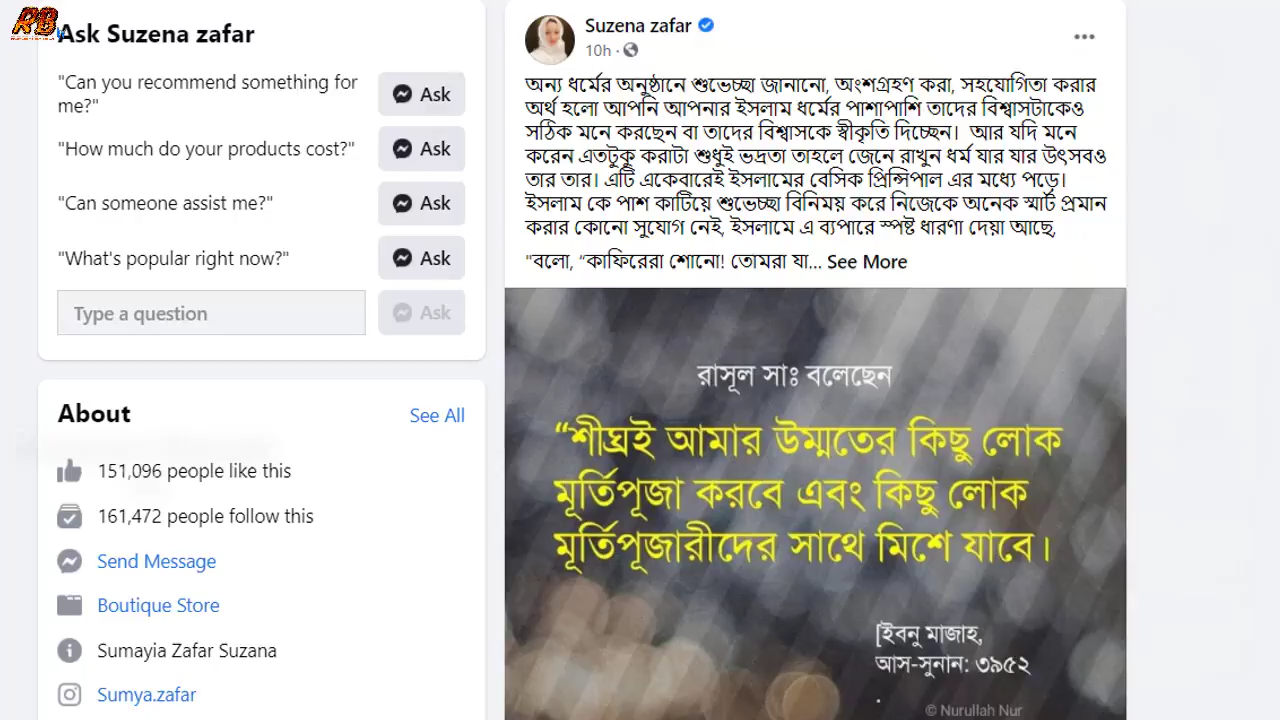 RB
Ask Suzena zafar
"Can you recommend something for
me?"
Ask
"How much do your products cost?"
Ask
"Can someone assist me?"
Ask
"What's popular right now?"
Ask
Type a question
Ask
About
See All
151,096 people like this
161,472 people follow this
Send Message
Boutique Store
Sumayia Zafar Suzana
Sumya.zafar
Suzena zafar
10h ·
অন্য ধর্মের অনুষ্ঠানে শুভেচ্ছা জানানো, অংশগ্রহণ করা, সহযোগিতা করার
অর্থ হলো আপনি আপনার ইসলাম ধর্মের পাশাপাশি তাদের বিশ্বাসটাকেও
সঠিক মনে করছেন বা তাদের বিশ্বাসকে স্বীকৃতি দিচ্ছেন। আর যদি মনে
করেন এতটুকু করাটা শুধুই ভদ্রতা তাহলে জেনে রাখুন ধর্ম যার যার উৎসবও
তার তার। এটি একেবারেই ইসলামের বেসিক প্রিন্সিপাল এর মধ্যে পড়ে।
ইসলাম কে পাশ কাটিয়ে শুভেচ্ছা বিনিময় করে নিজেকে অনেক স্মার্ট প্রমান
করার কোনো সুযোগ নেই, ইসলামে এ ব্যপারে স্পষ্ট ধারণা দেয়া আছে,
"বলো, “কাফিরেরা শোনো! তোমরা যা... See More
রাসূল সাঃ বলেছেন
“শীঘ্রই আমার উম্মতের কিছু লোক
মূর্তিপূজা করবে এবং কিছু লোক
মূর্তিপূজারীদের সাথে মিশে যাবে।
[ইবনু মাজাহ,
আস-সুনান: ৩৯৫২
© Nurullah Nur